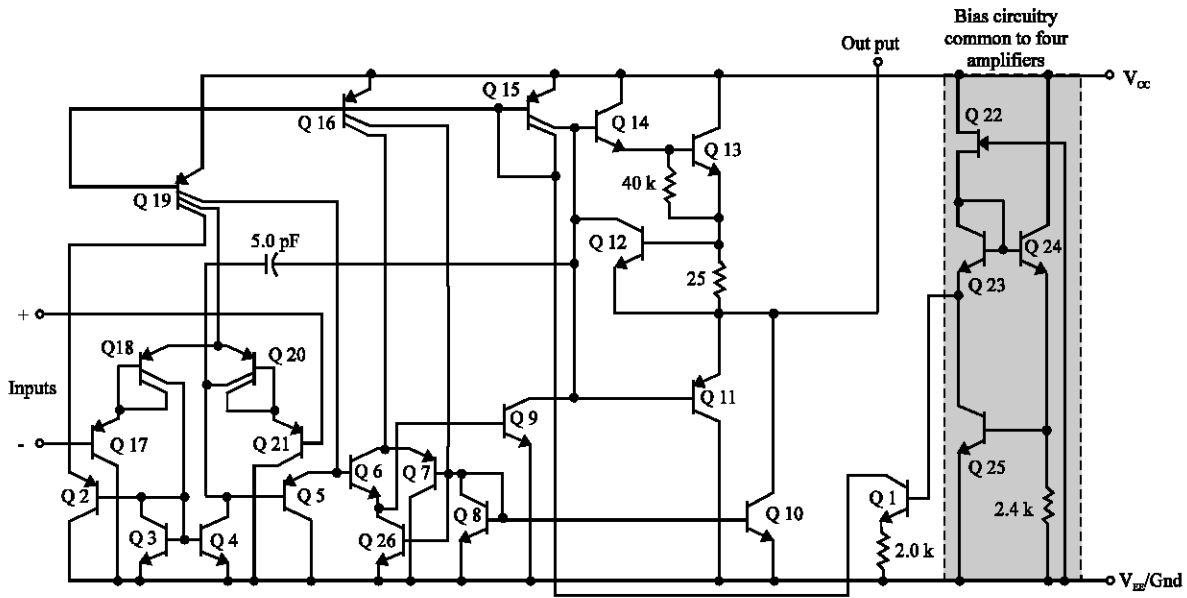 Bias circuitry
common to four
amplifiers
Out put
V_CC
Q 15
Q 14
Q 16
Q 13
Q 22
Q 19
40 k
5.0 pF
Q 12
Q 24
25
Q 23
+
Q18
Q 20
Inputs
Q 9
Q 11
-
Q 17
Q 21
Q 6
Q 7
Q 25
Q 2
Q 5
Q 1
Q 3
Q 4
Q 26
Q 8
Q 10
2.4 k
2.0 k
V_EE/Gnd